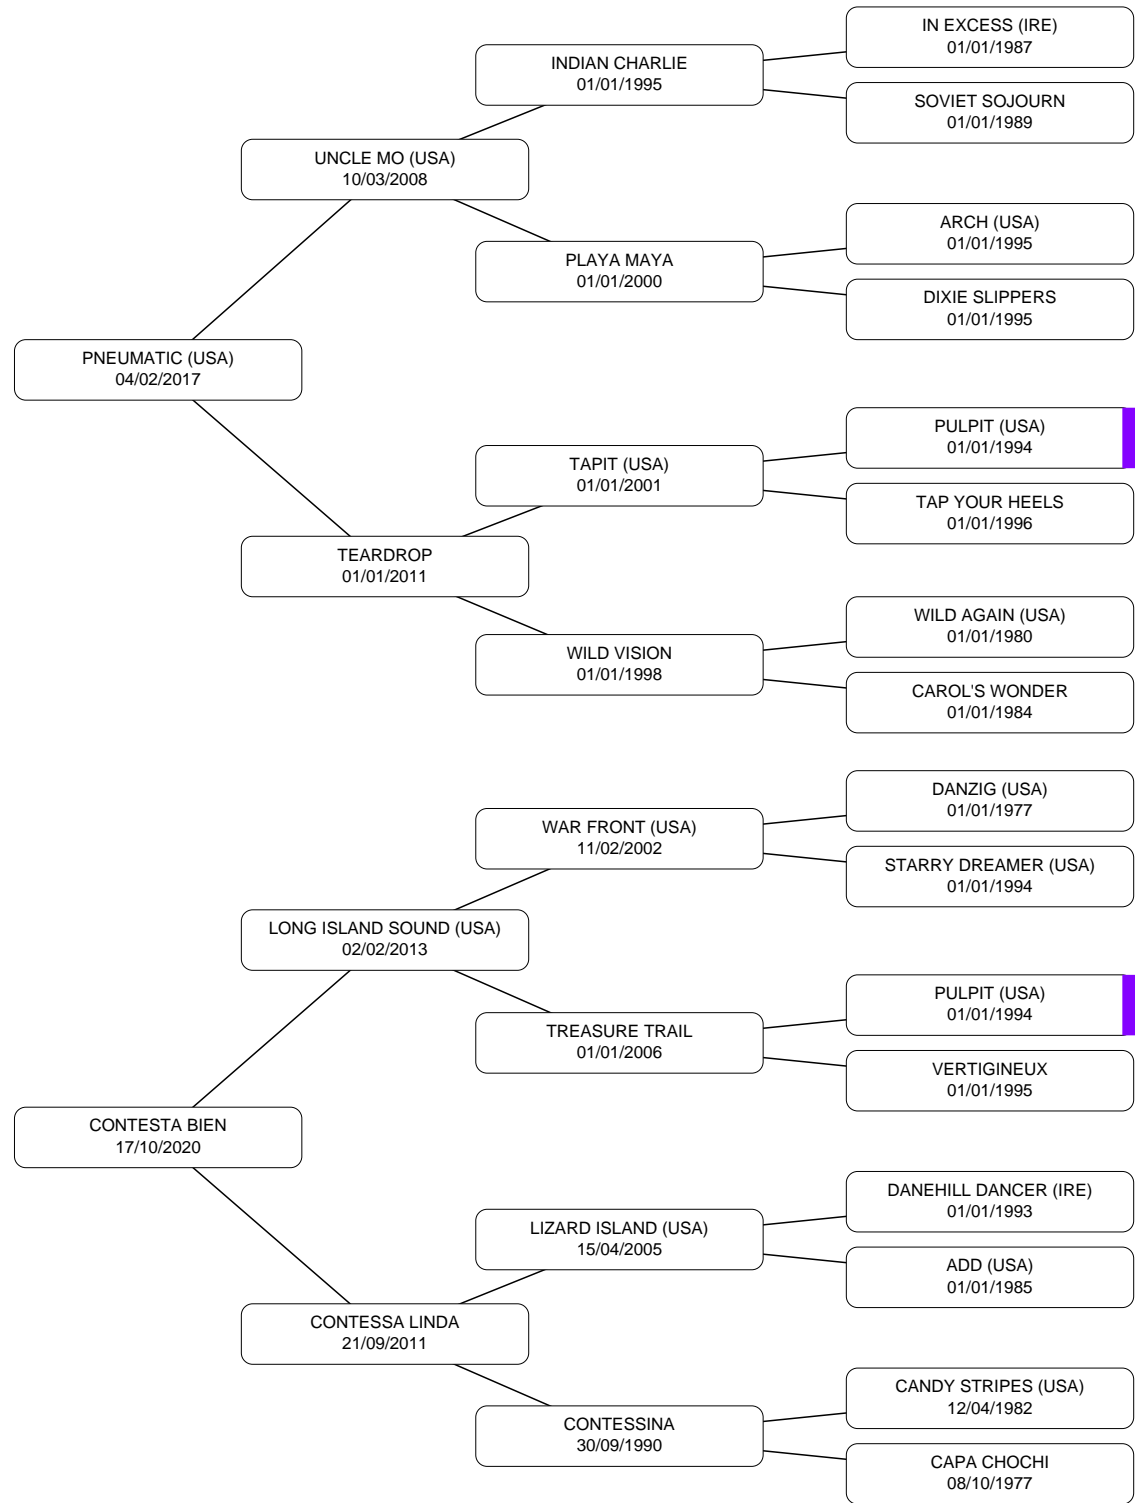 IN EXCESS (IRE)
01/01/1987
INDIAN CHARLIE
01/01/1995
SOVIET SOJOURN
01/01/1989
UNCLE MO (USA)
10/03/2008
ARCH (USA)
01/01/1995
PLAYA MAYA
01/01/2000
DIXIE SLIPPERS
01/01/1995
PNEUMATIC (USA)
04/02/2017
PULPIT (USA)
01/01/1994
TAPIT (USA)
01/01/2001
TAP YOUR HEELS
01/01/1996
TEARDROP
01/01/2011
WILD AGAIN (USA)
01/01/1980
WILD VISION
01/01/1998
CAROL'S WONDER
01/01/1984
DANZIG (USA)
01/01/1977
WAR FRONT (USA)
11/02/2002
STARRY DREAMER (USA)
01/01/1994
LONG ISLAND SOUND (USA)
02/02/2013
PULPIT (USA)
01/01/1994
TREASURE TRAIL
01/01/2006
VERTIGINEUX
01/01/1995
CONTESTA BIEN
17/10/2020
DANEHILL DANCER (IRE)
01/01/1993
LIZARD ISLAND (USA)
15/04/2005
ADD (USA)
01/01/1985
CONTESSA LINDA
21/09/2011
CANDY STRIPES (USA)
12/04/1982
CONTESSINA
30/09/1990
CAPA CHOCHI
08/10/1977